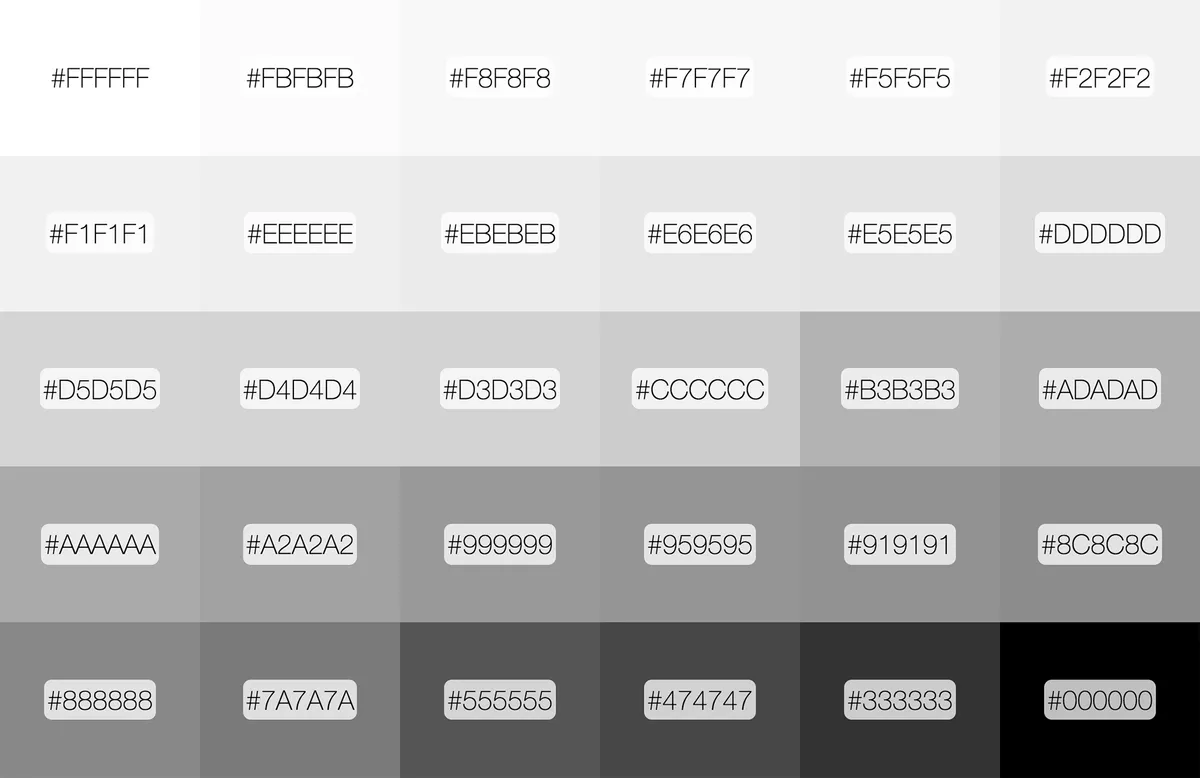 #FFFFFF #FBFBFB #F8F8F8 #F7F7F7 #F5F5F5 #F2F2F2
#F1F1F1 #EEEEEE #EBEBEB #E6E6E6 #E5E5E5 #DDDDDD
#D5D5D5 #D4D4D4 #D3D3D3 #CCCCCC #B3B3B3 #ADADAD
#AAAAAA #A2A2A2 #999999 #959595 #919191 #8C8C8C
#888888 #7A7A7A #555555 #474747 #333333 #000000